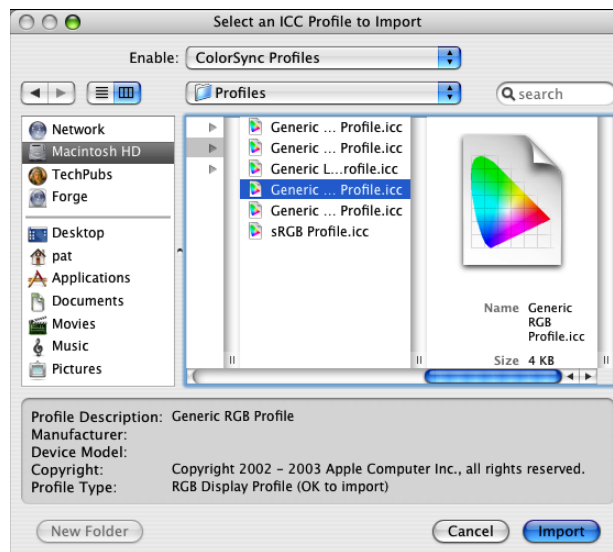 Select an ICC Profile to Import
Enable: ColorSync Profiles
Profiles
search
Network
Macintosh HD
TechPubs
Forge
Desktop
pat
Applications
Documents
Movies
Music
Pictures
Generic ... Profile.icc
Generic ... Profile.icc
Generic L...rofile.icc
Generic ... Profile.icc
Generic ... Profile.icc
sRGB Profile.icc
Name Generic
RGB
Profile.icc
Size 4 KB
Profile Description: Generic RGB Profile
Manufacturer:
Device Model:
Copyright: Copyright 2002 – 2003 Apple Computer Inc., all rights reserved.
Profile Type: RGB Display Profile (OK to import)
New Folder
Cancel
Import